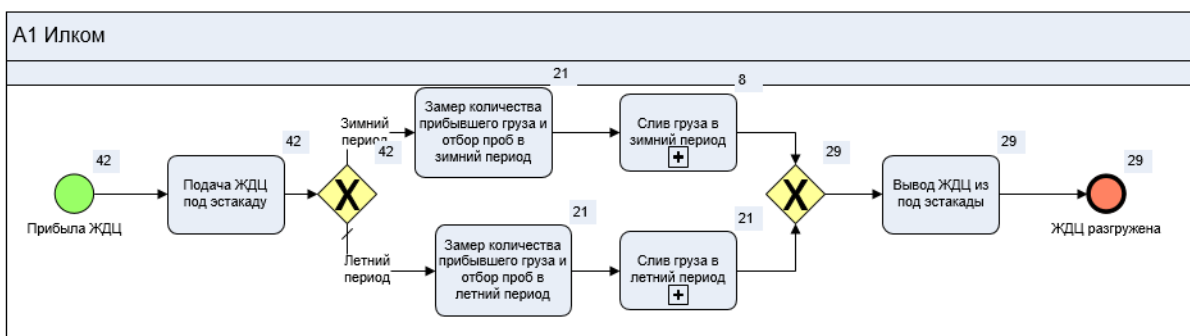 А1 Илком
21
8
Замер количества
прибывшего груза и
отбор проб в
зимний период
Слив груза в
зимний период
Зимний
период
42
42
42
29
29
29
Подача ЖДЦ
под эстакаду
X
X
Вывод ЖДЦ из
под эстакады
Прибыла ЖДЦ
ЖДЦ разгружена
21
21
Летний
период
Замер количества
прибывшего груза и
отбор проб в
летний период
Слив груза в
летний период